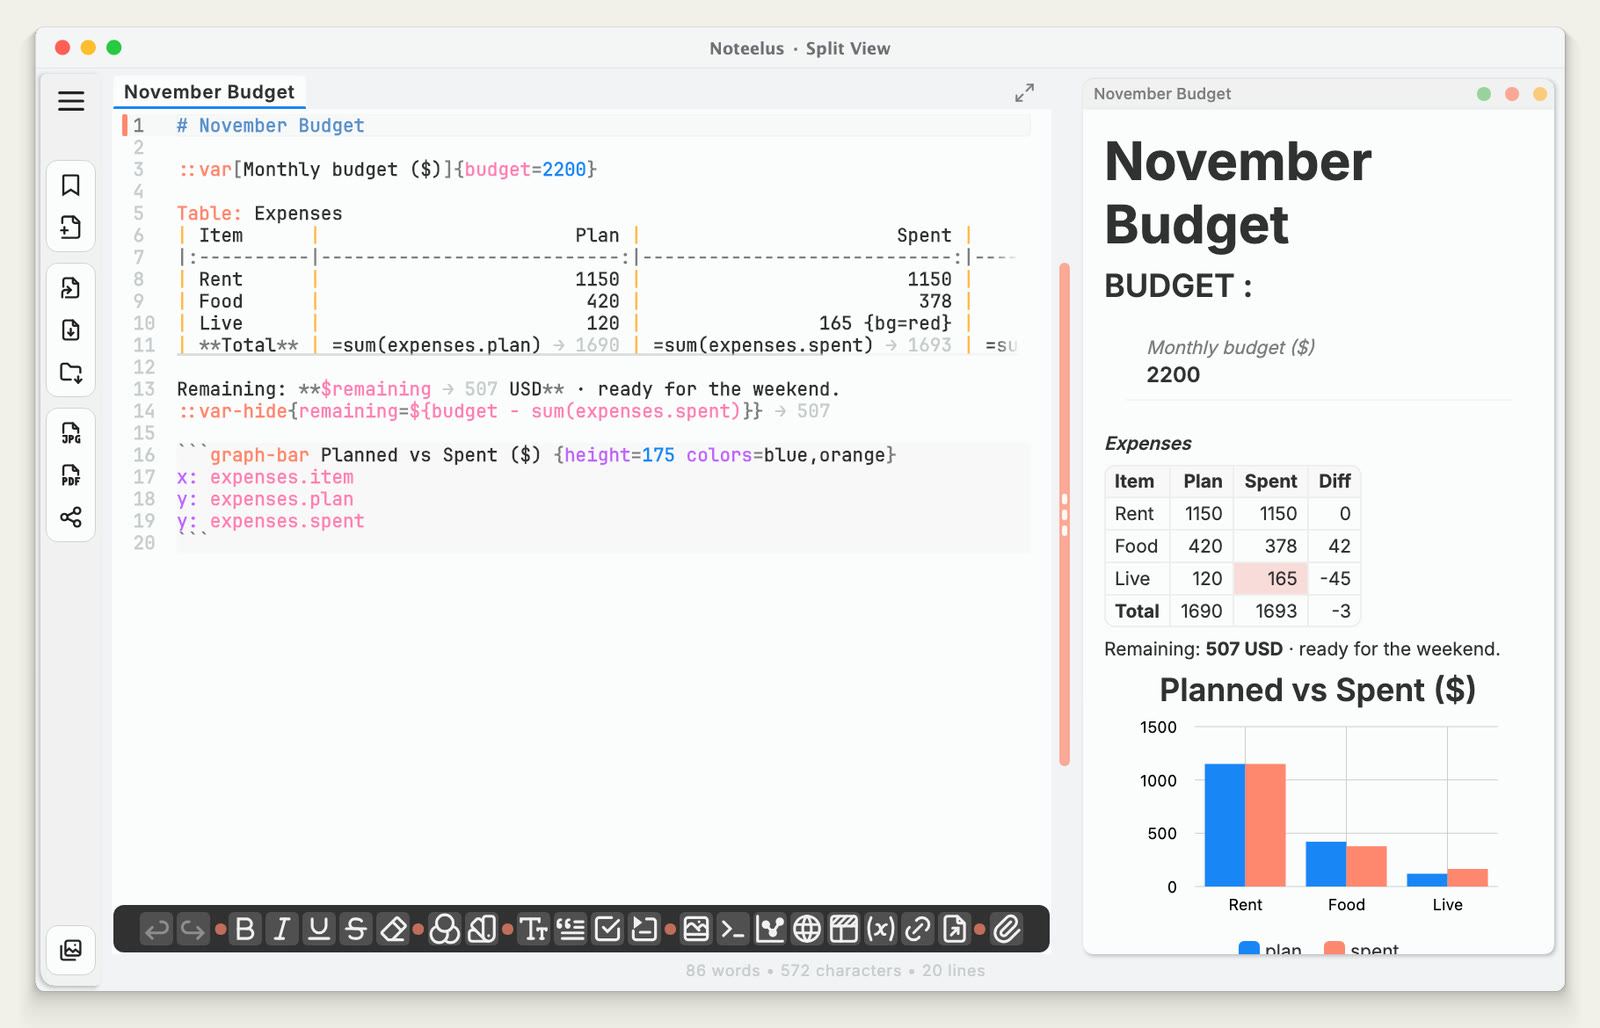 Noteelus · Split View
November Budget
1 # November Budget
2
3 ::var[Monthly budget ($)]{budget=2200}
4
5 Table: Expenses
6 | Item | Plan | Spent |
7 |:----------|----------------------------:|----------------------------:|----
8 | Rent | 1150 | 1150 |
9 | Food | 420 | 378 |
10 | Live | 120 | 165 {bg=red} |
11 | **Total** | =sum(expenses.plan) → 1690 | =sum(expenses.spent) → 1693 | =su
12
13 Remaining: **$remaining → 507 USD** · ready for the weekend.
14 ::var-hide{remaining=${budget - sum(expenses.spent)}} → 507
15
16 ```graph-bar Planned vs Spent ($) {height=175 colors=blue,orange}
17 x: expenses.item
18 y: expenses.plan
19 y: expenses.spent
20 ```
JPG
PDF
86 words • 572 characters • 20 lines
November Budget
November
Budget
BUDGET :
Monthly budget ($)
2200
Expenses
Item Plan Spent Diff
Rent 1150 1150 0
Food 420 378 42
Live 120 165 -45
Total 1690 1693 -3
Remaining: 507 USD · ready for the weekend.
Planned vs Spent ($)
1500
1000
500
0
Rent Food Live
plan spent